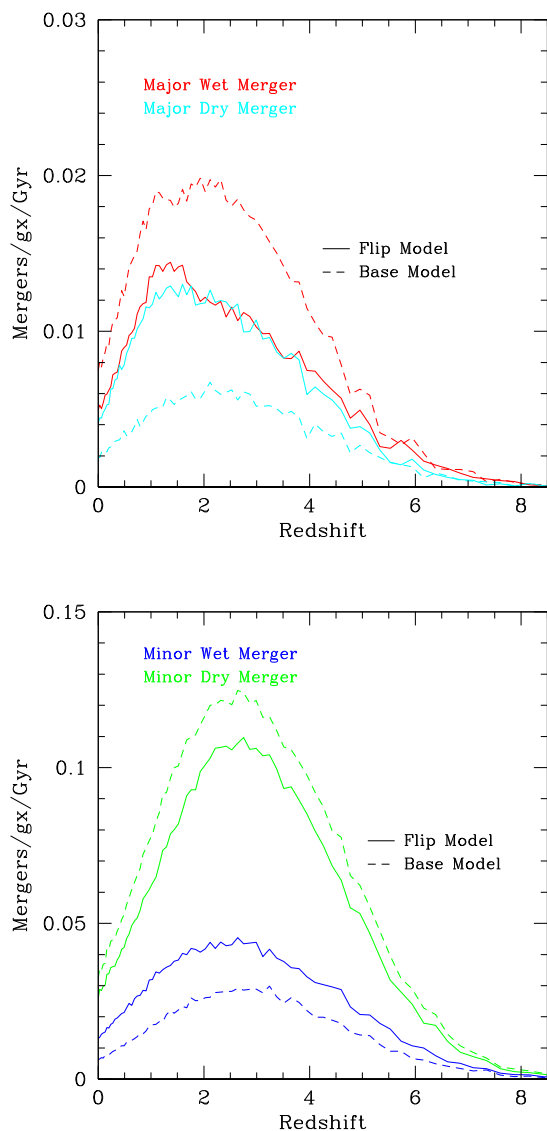 0.03
Major Wet Merger
Major Dry Merger
0.02
Flip Model
Base Model
Mergers/gx/Gyr
0.01
0
0 2 4 6 8
Redshift
0.15
Minor Wet Merger
Minor Dry Merger
0.1
Flip Model
Base Model
Mergers/gx/Gyr
0.05
0
0 2 4 6 8
Redshift